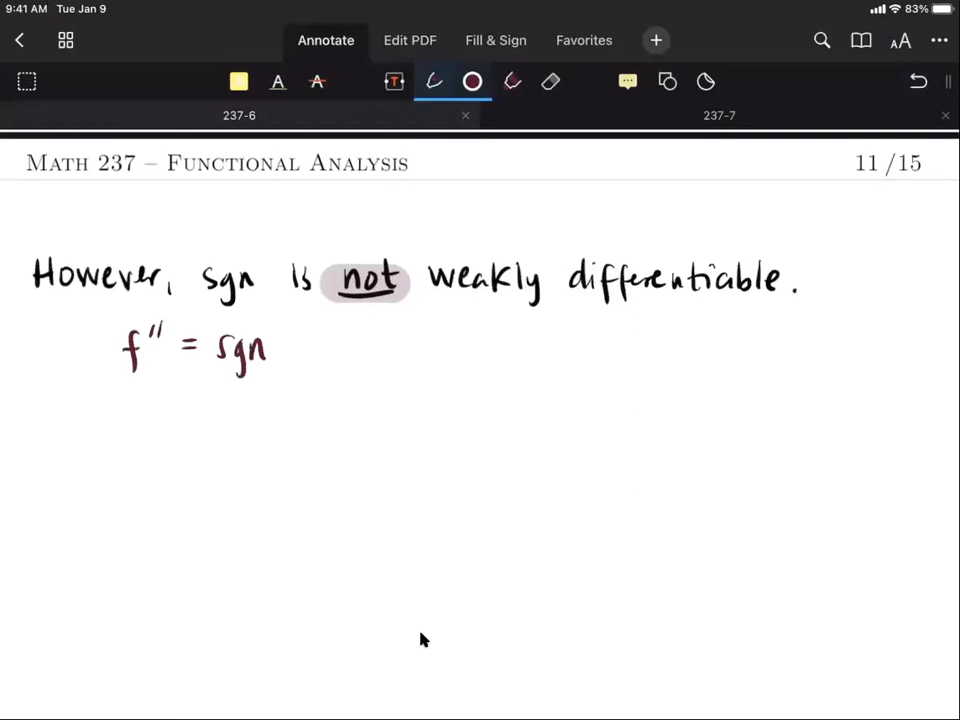 9:41 AM Tue Jan 9 83%
Annotate Edit PDF Fill & Sign Favorites
237-6 237-7
Math 237 – Functional Analysis 11 / 15
However, sgn is not weakly differentiable.
f'' = sgn